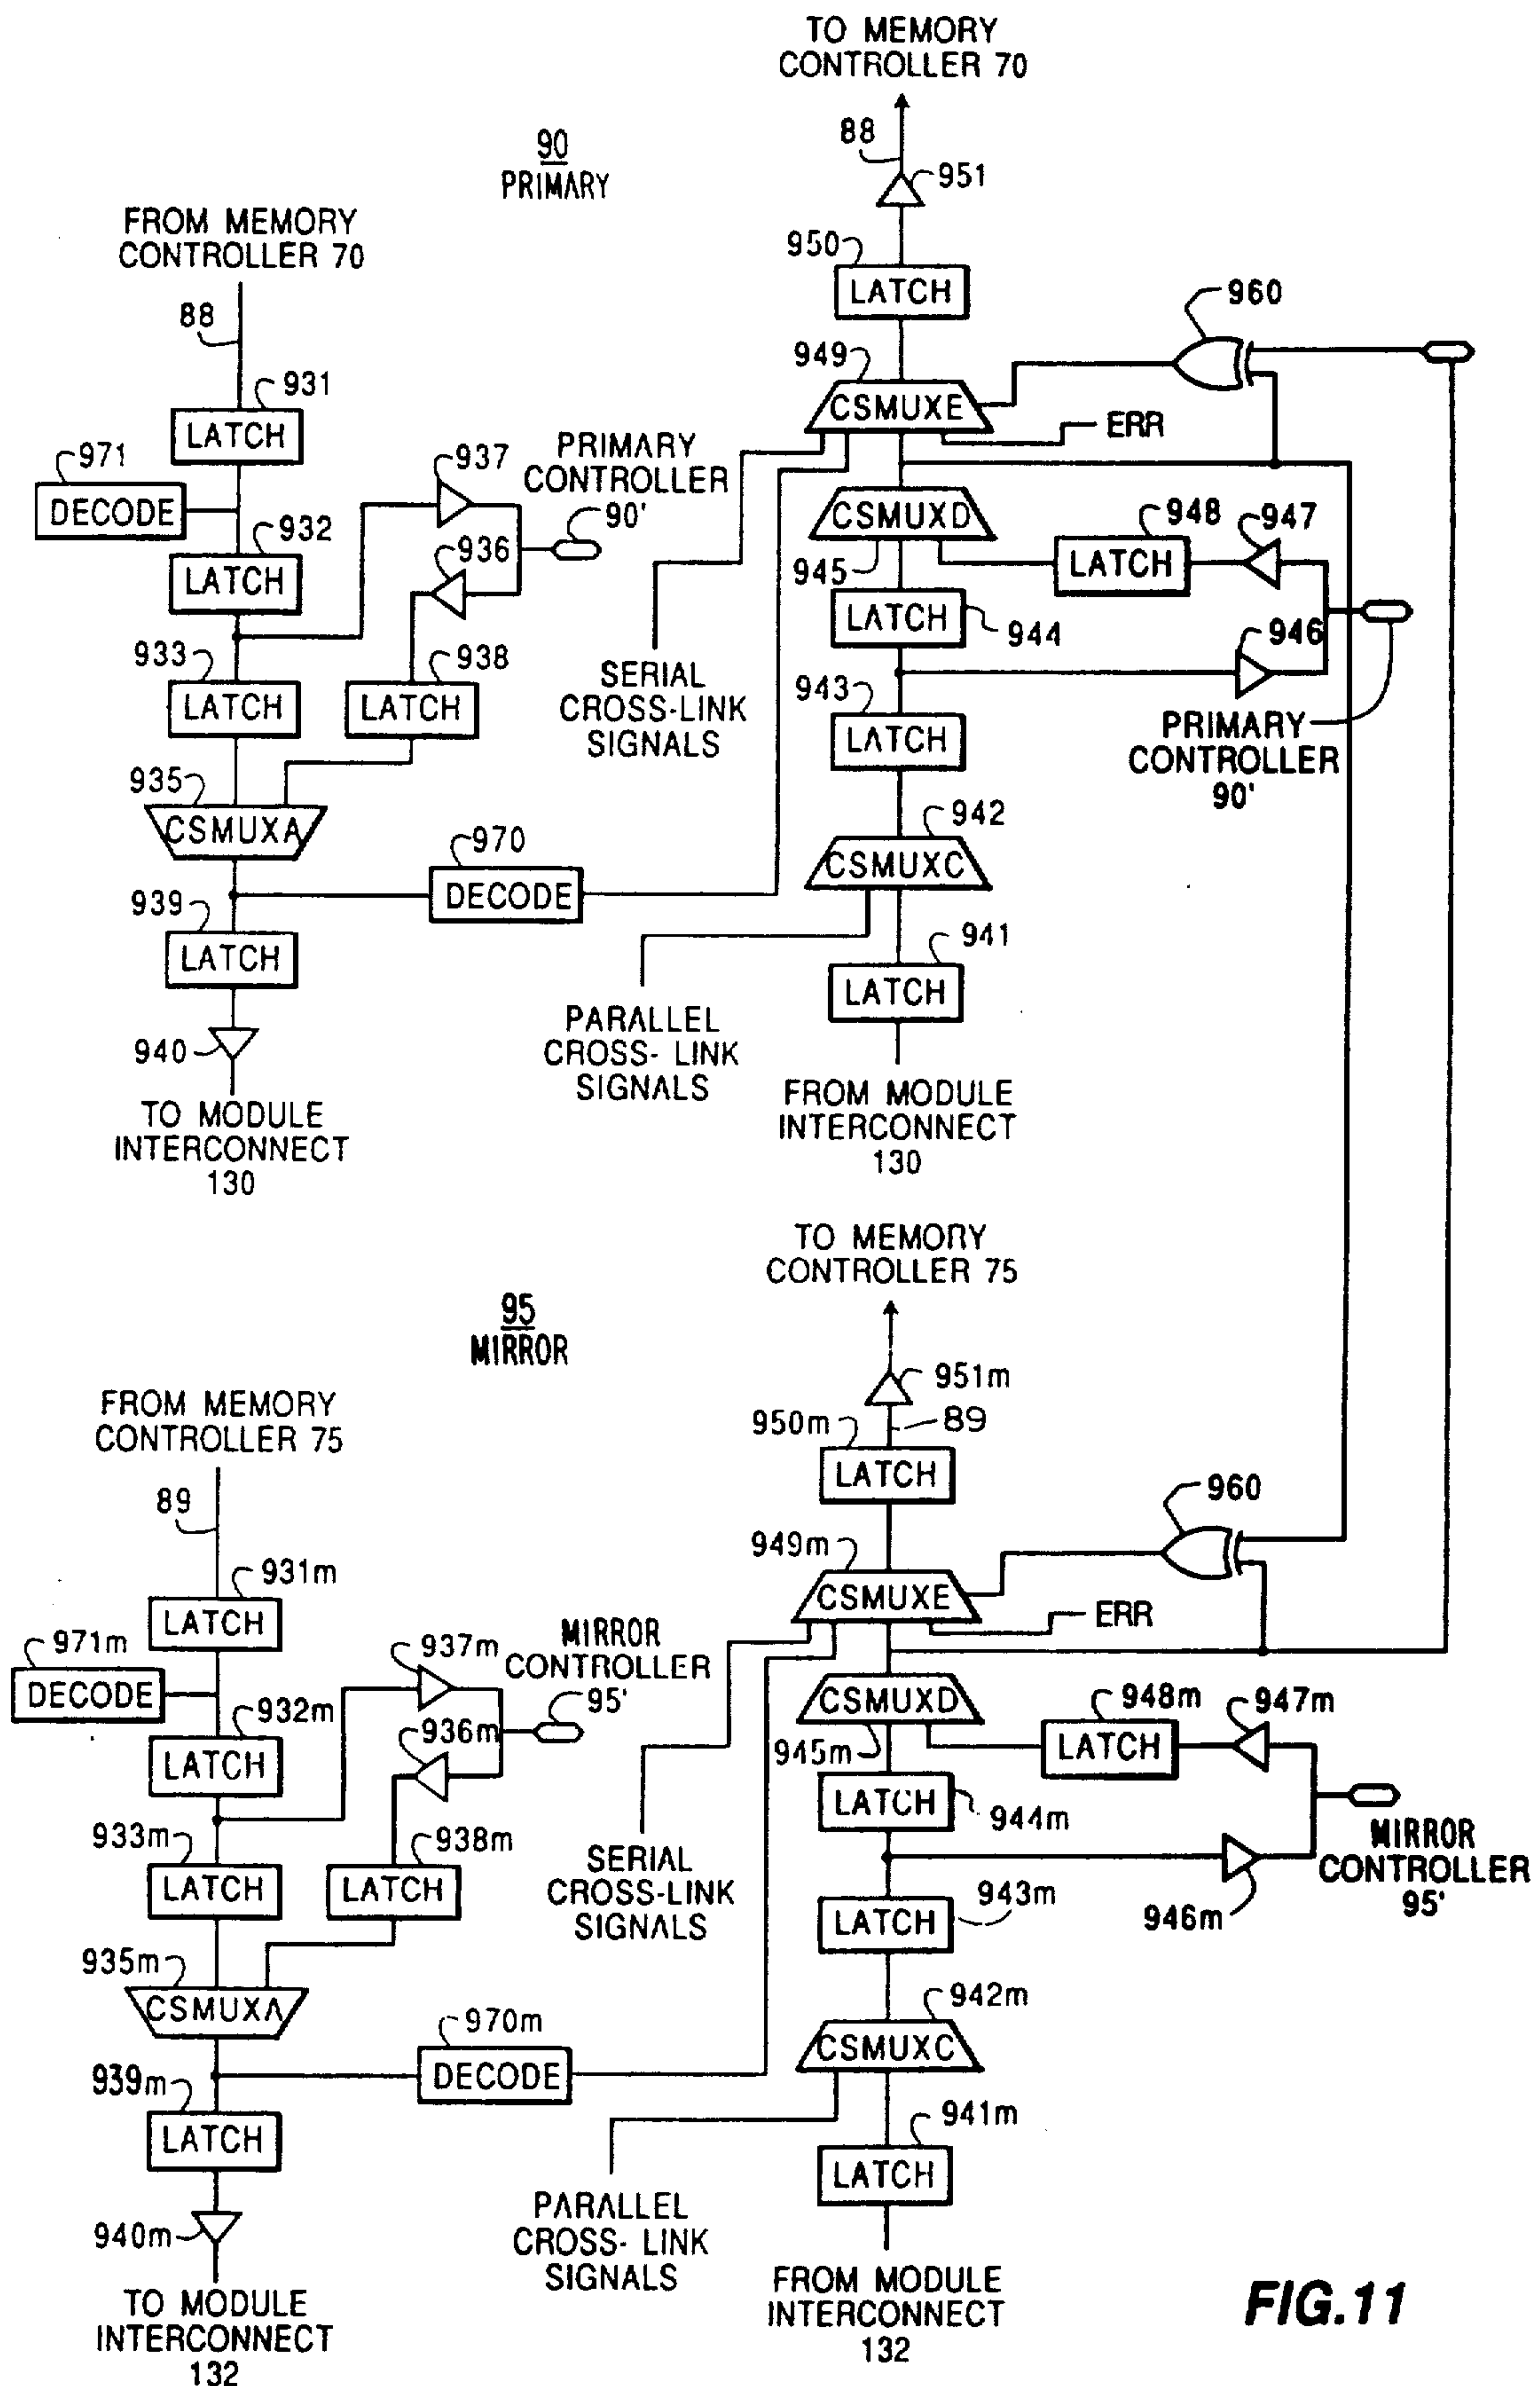 TO MEMORY
CONTROLLER 70
88
951
90
PRIMARY
FROM MEMORY
CONTROLLER 70
88
950
LATCH
960
949
CSMUXE
ERR
931
LATCH
971
DECODE
937
PRIMARY
CONTROLLER
90'
932
LATCH
936
CSMUXD
945
948
LATCH
947
LATCH
944
946
933
LATCH
938
LATCH
SERIAL
CROSS-LINK
SIGNALS
943
LATCH
PRIMARY
CONTROLLER
90'
935
CSMUXA
970
DECODE
942
CSMUXC
939
LATCH
941
LATCH
PARALLEL
CROSS- LINK
SIGNALS
940
TO MODULE
INTERCONNECT
130
FROM MODULE
INTERCONNECT
130
TO MEMORY
CONTROLLER 75
95
MIRROR
951m
89
FROM MEMORY
CONTROLLER 75
89
950m
LATCH
960
949m
CSMUXE
ERR
931m
LATCH
971m
DECODE
937m
MIRROR
CONTROLLER
95'
932m
LATCH
936m
CSMUXD
945m
948m
LATCH
947m
LATCH
944m
933m
LATCH
938m
LATCH
SERIAL
CROSS-LINK
SIGNALS
943m
LATCH
946m
MIRROR
CONTROLLER
95'
935m
CSMUXA
970m
DECODE
942m
CSMUXC
939m
LATCH
941m
LATCH
PARALLEL
CROSS- LINK
SIGNALS
940m
TO MODULE
INTERCONNECT
132
FROM MODULE
INTERCONNECT
132
FIG.11